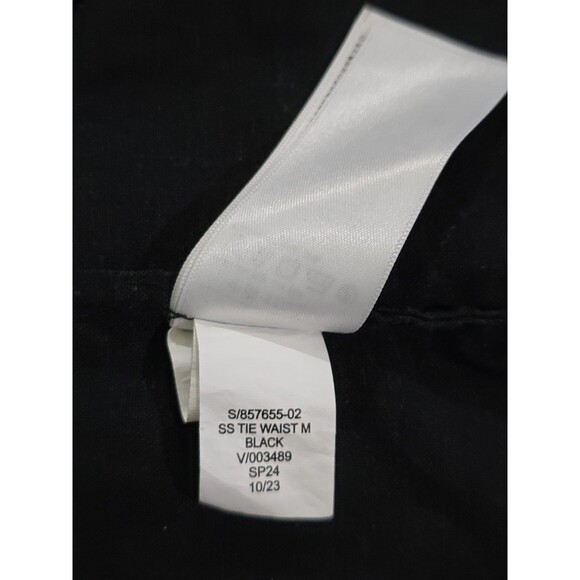 S/857655-02
SS TIE WAIST M
BLACK
V/003489
SP24
10/23